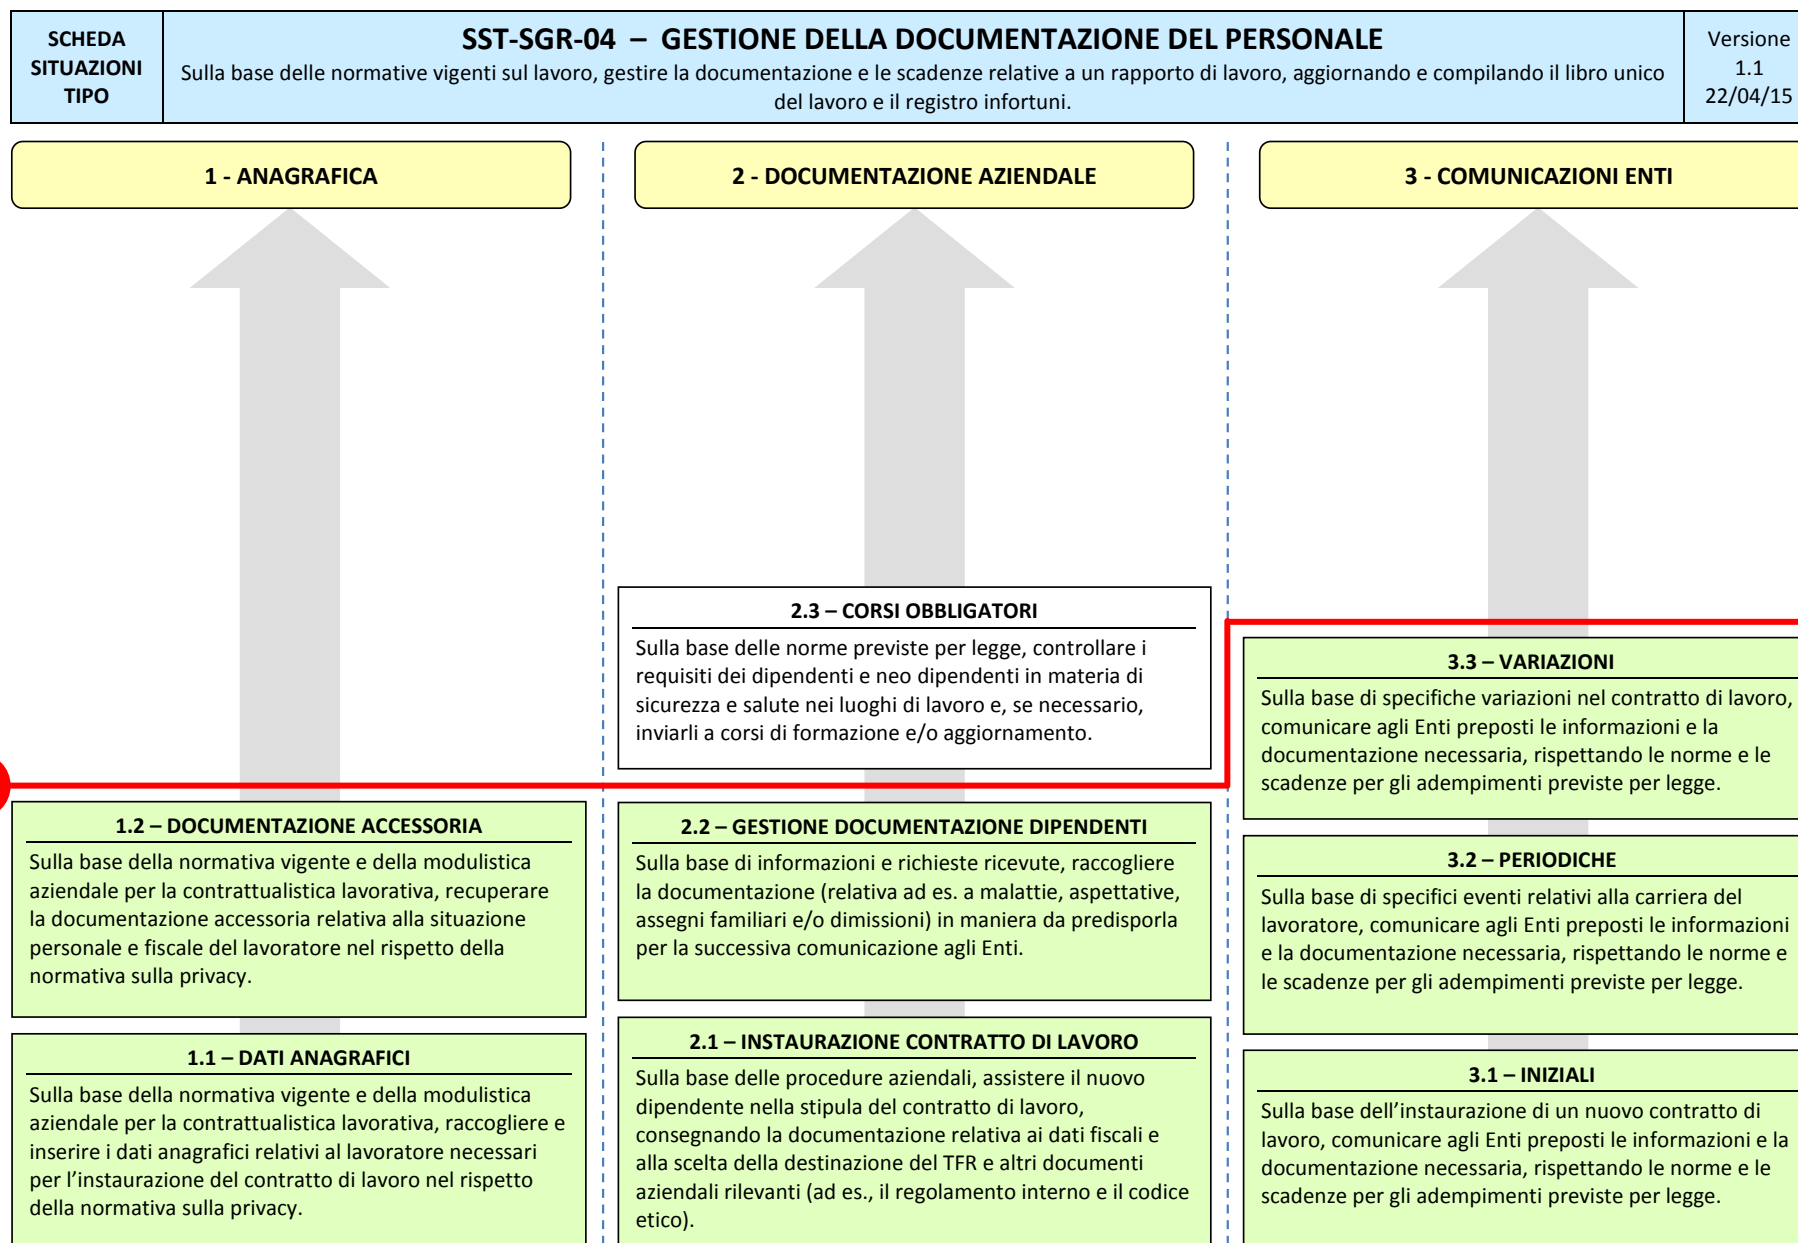 SCHEDA
SITUAZIONI
TIPO
SST-SGR-04 – GESTIONE DELLA DOCUMENTAZIONE DEL PERSONALE
Sulla base delle normative vigenti sul lavoro, gestire la documentazione e le scadenze relative a un rapporto di lavoro, aggiornando e compilando il libro unico
del lavoro e il registro infortuni.
Versione
1.1
22/04/15
1 - ANAGRAFICA
2 - DOCUMENTAZIONE AZIENDALE
3 - COMUNICAZIONI ENTI
2.3 – CORSI OBBLIGATORI
Sulla base delle norme previste per legge, controllare i
requisiti dei dipendenti e neo dipendenti in materia di
sicurezza e salute nei luoghi di lavoro e, se necessario,
inviarli a corsi di formazione e/o aggiornamento.
3.3 – VARIAZIONI
Sulla base di specifiche variazioni nel contratto di lavoro,
comunicare agli Enti preposti le informazioni e la
documentazione necessaria, rispettando le norme e le
scadenze per gli adempimenti previste per legge.
1.2 – DOCUMENTAZIONE ACCESSORIA
Sulla base della normativa vigente e della modulistica
aziendale per la contrattualistica lavorativa, recuperare
la documentazione accessoria relativa alla situazione
personale e fiscale del lavoratore nel rispetto della
normativa sulla privacy.
2.2 – GESTIONE DOCUMENTAZIONE DIPENDENTI
Sulla base di informazioni e richieste ricevute, raccogliere
la documentazione (relativa ad es. a malattie, aspettative,
assegni familiari e/o dimissioni) in maniera da predisporla
per la successiva comunicazione agli Enti.
3.2 – PERIODICHE
Sulla base di specifici eventi relativi alla carriera del
lavoratore, comunicare agli Enti preposti le informazioni
e la documentazione necessaria, rispettando le norme e
le scadenze per gli adempimenti previste per legge.
1.1 – DATI ANAGRAFICI
Sulla base della normativa vigente e della modulistica
aziendale per la contrattualistica lavorativa, raccogliere e
inserire i dati anagrafici relativi al lavoratore necessari
per l’instaurazione del contratto di lavoro nel rispetto
della normativa sulla privacy.
2.1 – INSTAURAZIONE CONTRATTO DI LAVORO
Sulla base delle procedure aziendali, assistere il nuovo
dipendente nella stipula del contratto di lavoro,
consegnando la documentazione relativa ai dati fiscali e
alla scelta della destinazione del TFR e altri documenti
aziendali rilevanti (ad es., il regolamento interno e il codice
etico).
3.1 – INIZIALI
Sulla base dell’instaurazione di un nuovo contratto di
lavoro, comunicare agli Enti preposti le informazioni e la
documentazione necessaria, rispettando le norme e le
scadenze per gli adempimenti previste per legge.